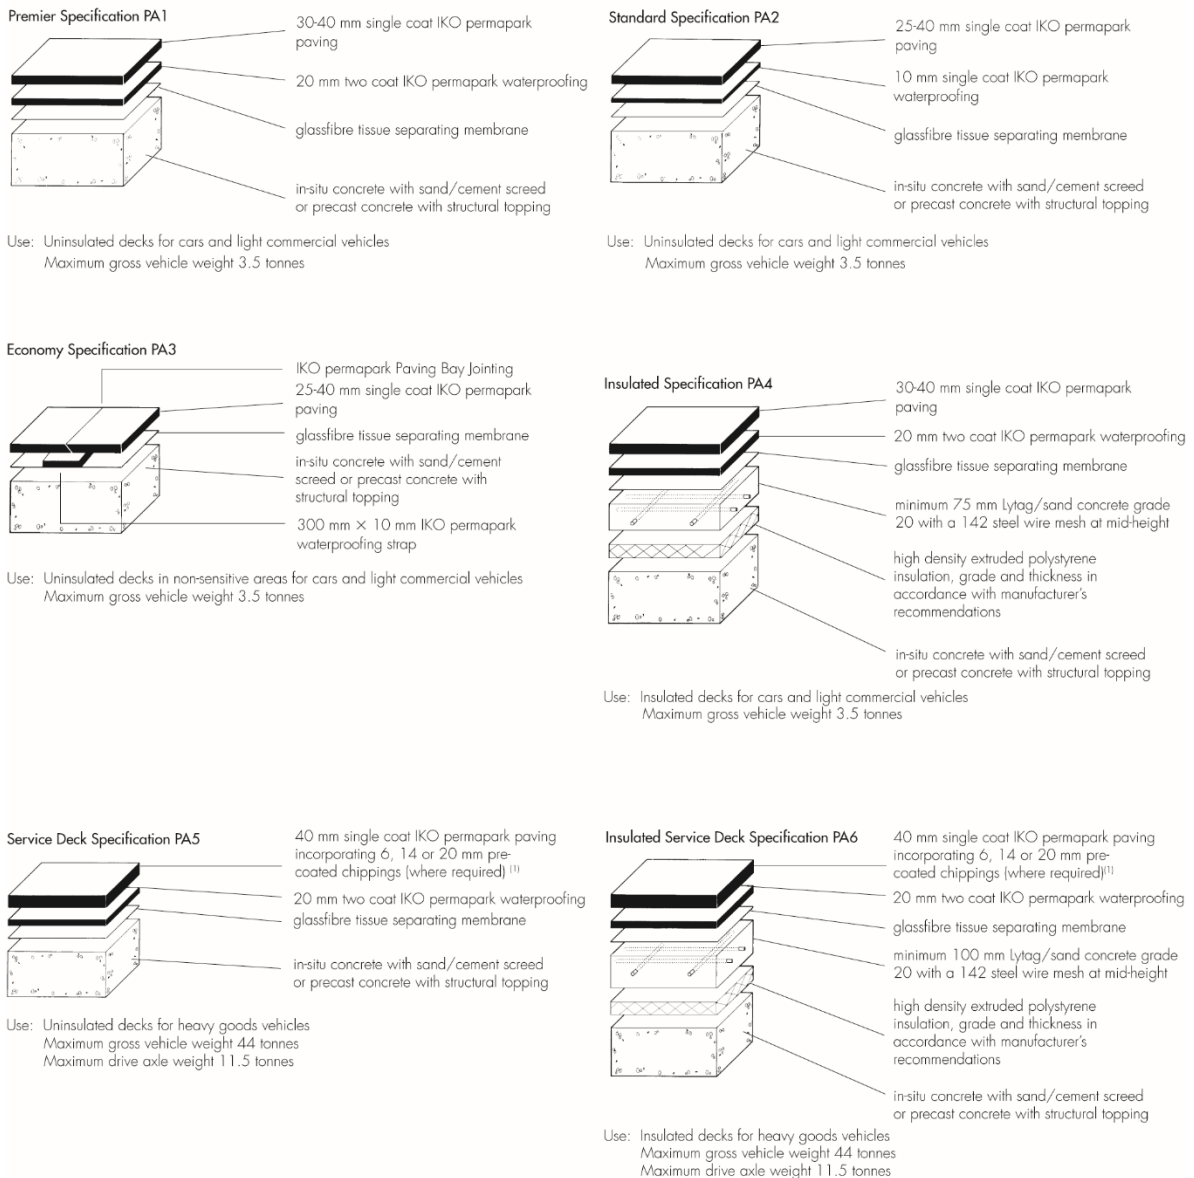 Premier Specification PA1
30-40 mm single coat IKO permapark
paving
20 mm two coat IKO permapark waterproofing
glassfibre tissue separating membrane
in-situ concrete with sand/cement screed
or precast concrete with structural topping
Use: Uninsulated decks for cars and light commercial vehicles
Maximum gross vehicle weight 3.5 tonnes
Standard Specification PA2
25-40 mm single coat IKO permapark
paving
10 mm single coat IKO permapark
waterproofing
glassfibre tissue separating membrane
in-situ concrete with sand/cement screed
or precast concrete with structural topping
Use: Uninsulated decks for cars and light commercial vehicles
Maximum gross vehicle weight 3.5 tonnes
Economy Specification PA3
IKO permapark Paving Bay Jointing
25-40 mm single coat IKO permapark
paving
glassfibre tissue separating membrane
in-situ concrete with sand/cement
screed or precast concrete with
structural topping
300 mm × 10 mm IKO permapark
waterproofing strap
Use: Uninsulated decks in non-sensitive areas for cars and light commercial vehicles
Maximum gross vehicle weight 3.5 tonnes
Insulated Specification PA4
30-40 mm single coat IKO permapark
paving
20 mm two coat IKO permapark waterproofing
glassfibre tissue separating membrane
minimum 75 mm Lytag/sand concrete grade
20 with a 142 steel wire mesh at mid-height
high density extruded polystyrene
insulation, grade and thickness in
accordance with manufacturer's
recommendations
in-situ concrete with sand/cement screed
or precast concrete with structural topping
Use: Insulated decks for cars and light commercial vehicles
Maximum gross vehicle weight 3.5 tonnes
Service Deck Specification PA5
40 mm single coat IKO permapark paving
incorporating 6, 14 or 20 mm pre-
coated chippings (where required) (1)
20 mm two coat IKO permapark waterproofing
glassfibre tissue separating membrane
in-situ concrete with sand/cement screed
or precast concrete with structural topping
Use: Uninsulated decks for heavy goods vehicles
Maximum gross vehicle weight 44 tonnes
Maximum drive axle weight 11.5 tonnes
Insulated Service Deck Specification PA6
40 mm single coat IKO permapark paving
incorporating 6, 14 or 20 mm pre-
coated chippings (where required)(1)
20 mm two coat IKO permapark waterproofing
glassfibre tissue separating membrane
minimum 100 mm Lytag/sand concrete grade
20 with a 142 steel wire mesh at mid-height
high density extruded polystyrene
insulation, grade and thickness in
accordance with manufacturer's
recommendations
in-situ concrete with sand/cement screed
or precast concrete with structural topping
Use: Insulated decks for heavy goods vehicles
Maximum gross vehicle weight 44 tonnes
Maximum drive axle weight 11.5 tonnes